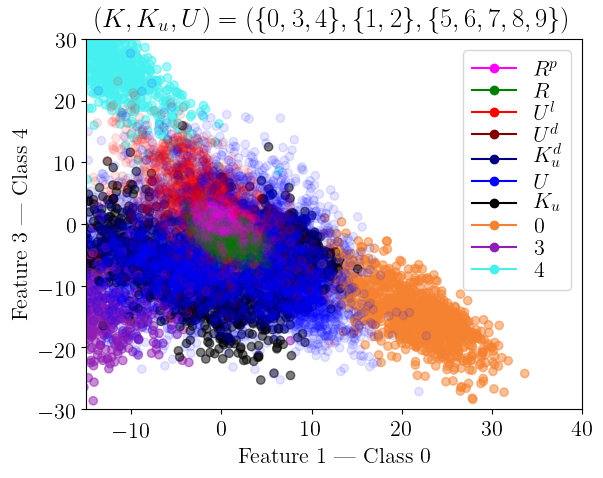 (K, K_u, U) = ({0, 3, 4}, {1, 2}, {5, 6, 7, 8, 9})
30
20
10
0
−10
−20
−30
Feature 3 — Class 4
R^p
R
U^l
U^d
K_u^d
U
K_u
0
3
4
−10 0 10 20 30 40
Feature 1 — Class 0